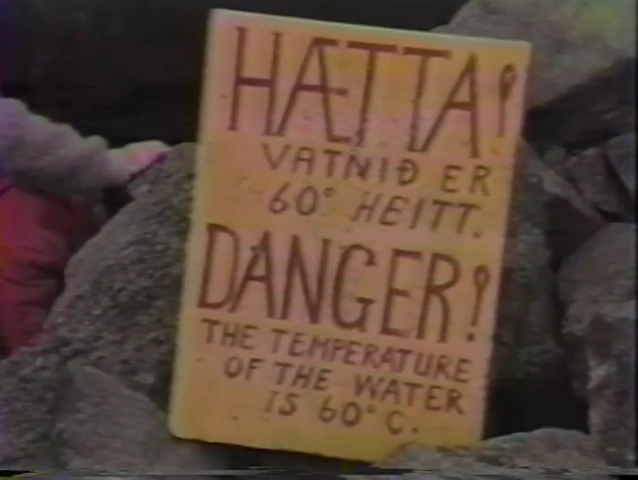 HÆTTA!
VATNIÐ ER
60° HEITT.
DANGER!
THE TEMPERATURE
OF THE WATER
IS 60° C.